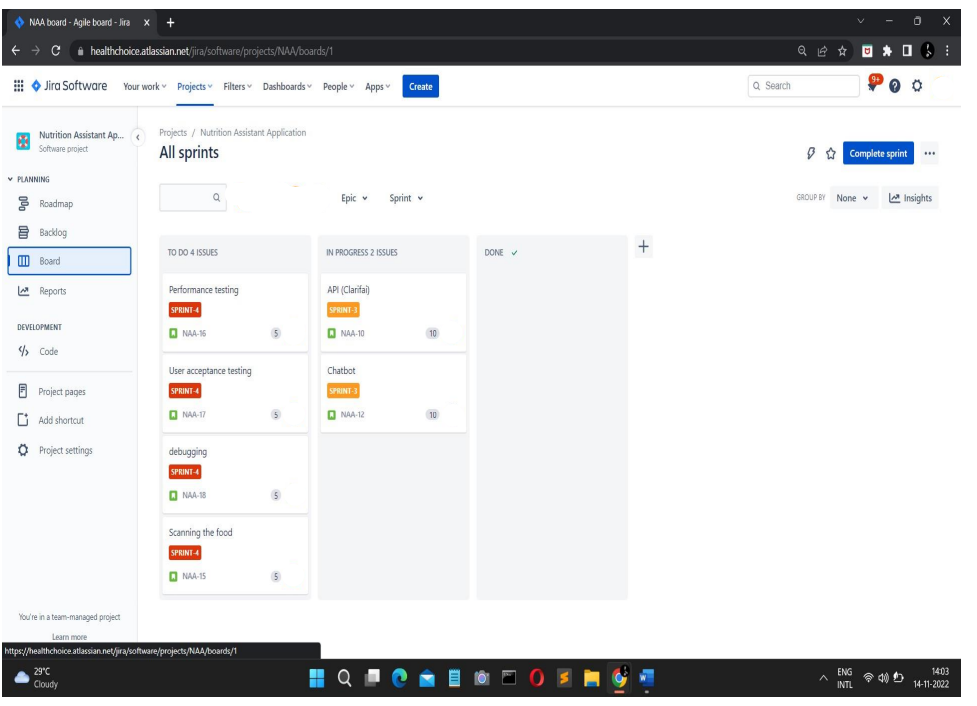 NAA board - Agile board - Jira
healthchoice.atlassian.net/jira/software/projects/NAA/boards/1
Jira Software Your work Projects Filters Dashboards People Apps Create Search 9+
Nutrition Assistant Ap...
Software project
PLANNING
Roadmap
Backlog
Board
Reports
DEVELOPMENT
Code
Project pages
Add shortcut
Project settings
You're in a team-managed project
Learn more
Projects / Nutrition Assistant Application
All sprints
Complete sprint
Epic Sprint
GROUP BY None Insights
TO DO 4 ISSUES
Performance testing
SPRINT-4
NAA-16 5
User acceptance testing
SPRINT-4
NAA-17 5
debugging
SPRINT-4
NAA-18 5
Scanning the food
SPRINT-4
NAA-15 5
IN PROGRESS 2 ISSUES
API (Clarifai)
SPRINT-3
NAA-10 10
Chatbot
SPRINT-3
NAA-12 10
DONE
https://healthchoice.atlassian.net/jira/software/projects/NAA/boards/1
29°C
Cloudy
ENG
INTL
14:03
14-11-2022